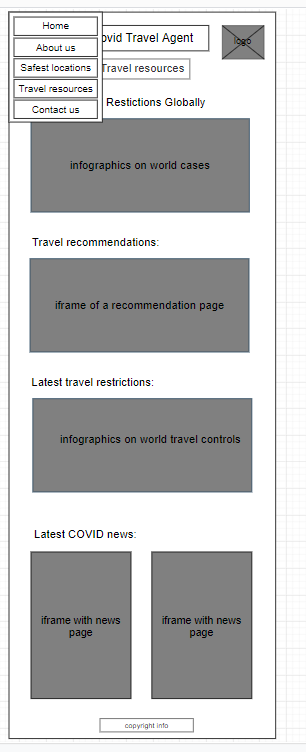 Home
About us
Safest locations
Travel resources
Contact us
ovid Travel Agent
logo
Travel resources
Restictions Globally
infographics on world cases
Travel recommendations:
iframe of a recommendation page
Latest travel restrictions:
infographics on world travel controls
Latest COVID news:
iframe with news
page
iframe with news
page
copyright info